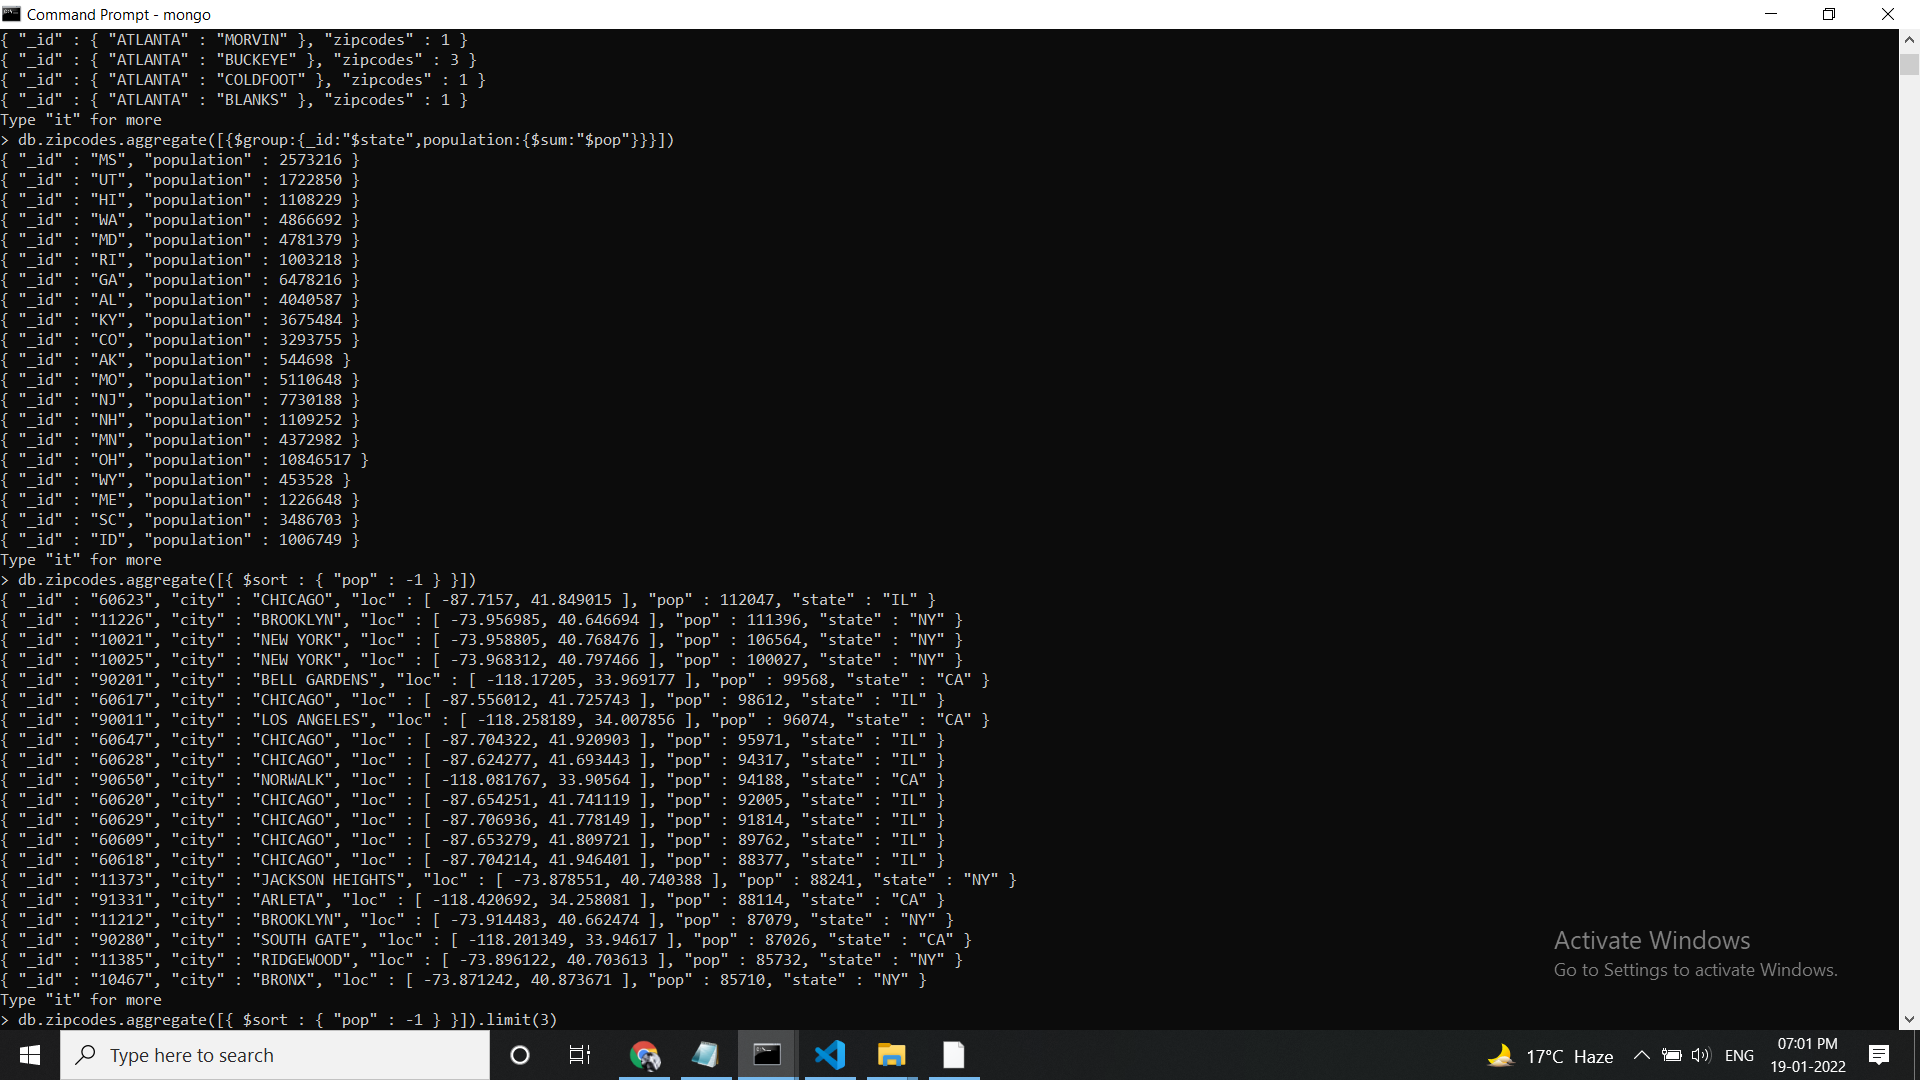 Command Prompt - mongo
{ "_id" : { "ATLANTA" : "MORVIN" }, "zipcodes" : 1 }
{ "_id" : { "ATLANTA" : "BUCKEYE" }, "zipcodes" : 3 }
{ "_id" : { "ATLANTA" : "COLDFOOT" }, "zipcodes" : 1 }
{ "_id" : { "ATLANTA" : "BLANKS" }, "zipcodes" : 1 }
Type "it" for more
> db.zipcodes.aggregate([{$group:{_id:"$state",population:{$sum:"$pop"}}}])
{ "_id" : "MS", "population" : 2573216 }
{ "_id" : "UT", "population" : 1722850 }
{ "_id" : "HI", "population" : 1108229 }
{ "_id" : "WA", "population" : 4866692 }
{ "_id" : "MD", "population" : 4781379 }
{ "_id" : "RI", "population" : 1003218 }
{ "_id" : "GA", "population" : 6478216 }
{ "_id" : "AL", "population" : 4040587 }
{ "_id" : "KY", "population" : 3675484 }
{ "_id" : "CO", "population" : 3293755 }
{ "_id" : "AK", "population" : 544698 }
{ "_id" : "MO", "population" : 5110648 }
{ "_id" : "NJ", "population" : 7730188 }
{ "_id" : "NH", "population" : 1109252 }
{ "_id" : "MN", "population" : 4372982 }
{ "_id" : "OH", "population" : 10846517 }
{ "_id" : "WY", "population" : 453528 }
{ "_id" : "ME", "population" : 1226648 }
{ "_id" : "SC", "population" : 3486703 }
{ "_id" : "ID", "population" : 1006749 }
Type "it" for more
> db.zipcodes.aggregate([{ $sort : { "pop" : -1 } }])
{ "_id" : "60623", "city" : "CHICAGO", "loc" : [ -87.7157, 41.849015 ], "pop" : 112047, "state" : "IL" }
{ "_id" : "11226", "city" : "BROOKLYN", "loc" : [ -73.956985, 40.646694 ], "pop" : 111396, "state" : "NY" }
{ "_id" : "10021", "city" : "NEW YORK", "loc" : [ -73.958805, 40.768476 ], "pop" : 106564, "state" : "NY" }
{ "_id" : "10025", "city" : "NEW YORK", "loc" : [ -73.968312, 40.797466 ], "pop" : 100027, "state" : "NY" }
{ "_id" : "90201", "city" : "BELL GARDENS", "loc" : [ -118.17205, 33.969177 ], "pop" : 99568, "state" : "CA" }
{ "_id" : "60617", "city" : "CHICAGO", "loc" : [ -87.556012, 41.725743 ], "pop" : 98612, "state" : "IL" }
{ "_id" : "90011", "city" : "LOS ANGELES", "loc" : [ -118.258189, 34.007856 ], "pop" : 96074, "state" : "CA" }
{ "_id" : "60647", "city" : "CHICAGO", "loc" : [ -87.704322, 41.920903 ], "pop" : 95971, "state" : "IL" }
{ "_id" : "60628", "city" : "CHICAGO", "loc" : [ -87.624277, 41.693443 ], "pop" : 94317, "state" : "IL" }
{ "_id" : "90650", "city" : "NORWALK", "loc" : [ -118.081767, 33.90564 ], "pop" : 94188, "state" : "CA" }
{ "_id" : "60620", "city" : "CHICAGO", "loc" : [ -87.654251, 41.741119 ], "pop" : 92005, "state" : "IL" }
{ "_id" : "60629", "city" : "CHICAGO", "loc" : [ -87.706936, 41.778149 ], "pop" : 91814, "state" : "IL" }
{ "_id" : "60609", "city" : "CHICAGO", "loc" : [ -87.653279, 41.809721 ], "pop" : 89762, "state" : "IL" }
{ "_id" : "60618", "city" : "CHICAGO", "loc" : [ -87.704214, 41.946401 ], "pop" : 88377, "state" : "IL" }
{ "_id" : "11373", "city" : "JACKSON HEIGHTS", "loc" : [ -73.878551, 40.740388 ], "pop" : 88241, "state" : "NY" }
{ "_id" : "91331", "city" : "ARLETA", "loc" : [ -118.420692, 34.258081 ], "pop" : 88114, "state" : "CA" }
{ "_id" : "11212", "city" : "BROOKLYN", "loc" : [ -73.914483, 40.662474 ], "pop" : 87079, "state" : "NY" }
{ "_id" : "90280", "city" : "SOUTH GATE", "loc" : [ -118.201349, 33.94617 ], "pop" : 87026, "state" : "CA" }
{ "_id" : "11385", "city" : "RIDGEWOOD", "loc" : [ -73.896122, 40.703613 ], "pop" : 85732, "state" : "NY" }
{ "_id" : "10467", "city" : "BRONX", "loc" : [ -73.871242, 40.873671 ], "pop" : 85710, "state" : "NY" }
Type "it" for more
> db.zipcodes.aggregate([{ $sort : { "pop" : -1 } }]).limit(3)
Activate Windows
Go to Settings to activate Windows.
Type here to search
17°C Haze
ENG
07:01 PM
19-01-2022